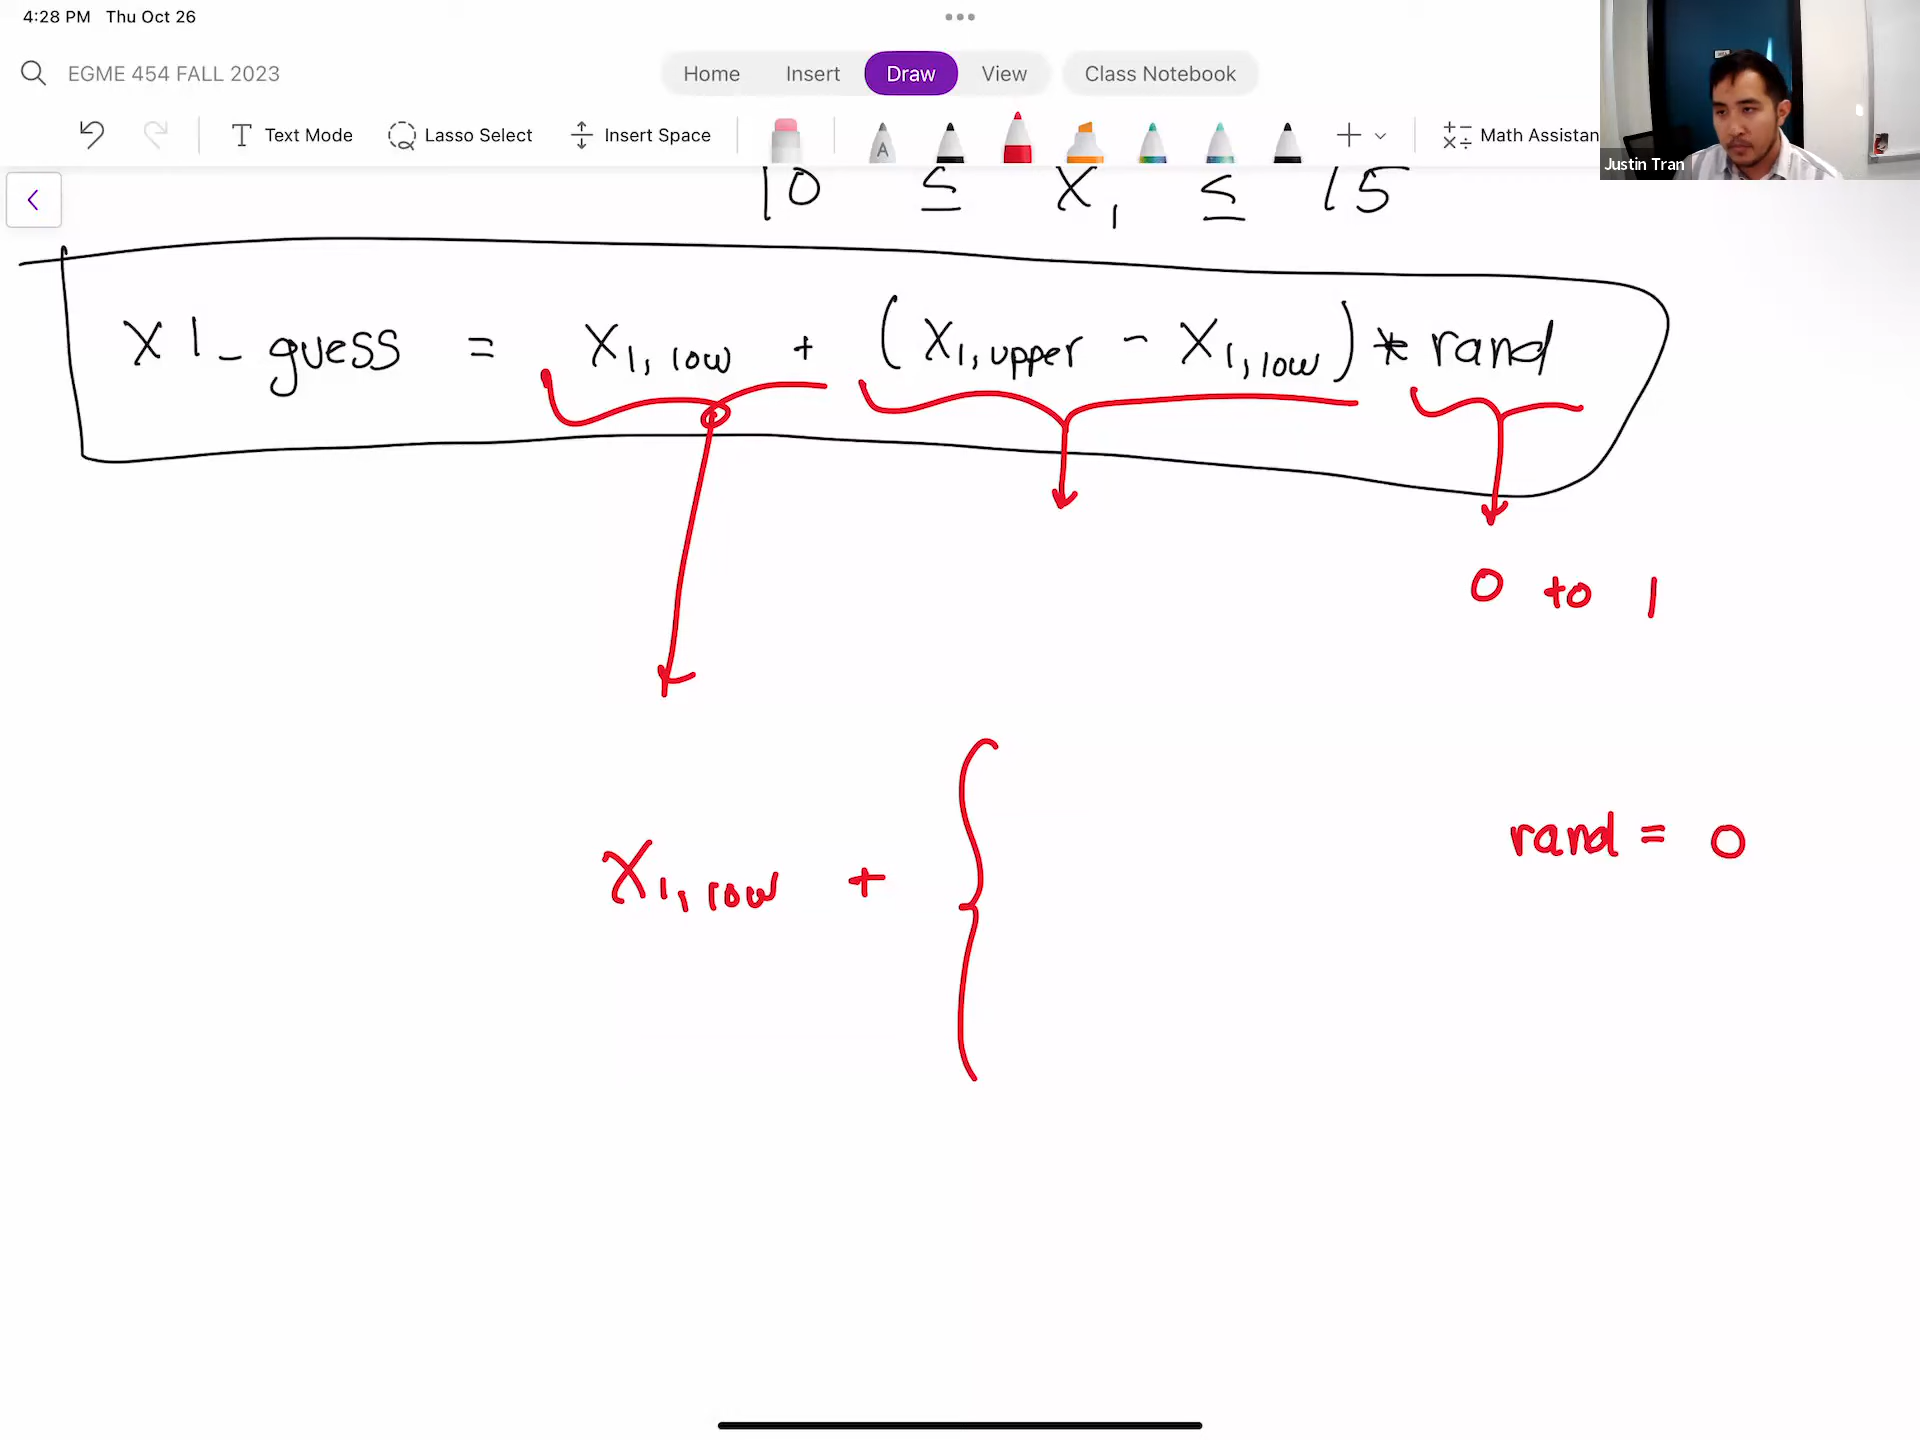 4:28 PM Thu Oct 26
EGME 454 FALL 2023
Home Insert Draw View Class Notebook
Text Mode Lasso Select Insert Space A Math Assistan
Justin Tran
10 ≤ X₁ ≤ 15
X1_guess = X₁,low + (X₁,upper - X₁,low) * rand
0 to 1
rand = 0
X₁,low + {